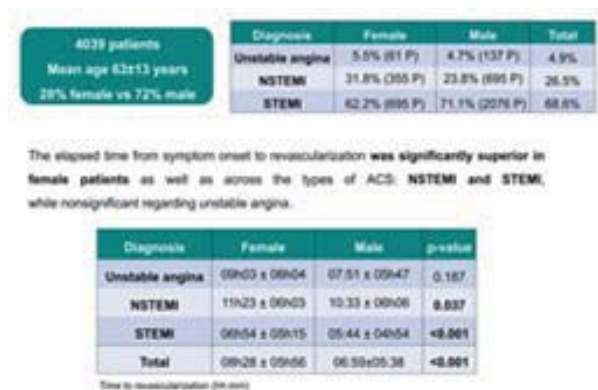 4039 patients
Mean age 63±13 years
28% female vs 72% male
Diagnosis Female Male Total
Unstable angina 5.5% (61 P) 4.7% (137 P) 4.9%
NSTEMI 31.8% (355 P) 23.8% (695 P) 26.5%
STEMI 62.2% (695 P) 71.1% (2076 P) 68.6%
The elapsed time from symptom onset to revascularization was significantly superior in
female patients as well as across the types of ACS: NSTEMI and STEMI,
while nonsignificant regarding unstable angina.
Diagnosis Female Male p-value
Unstable angina 09h03 ± 06h04 07:51 ± 05h47 0.187
NSTEMI 11h23 ± 06h03 10:33 ± 06h06 0.037
STEMI 06h54 ± 05h15 05:44 ± 04h54 <0.001
Total 08h28 ± 05h56 06:59±05:38 <0.001
Time to revascularization (hh:mm)